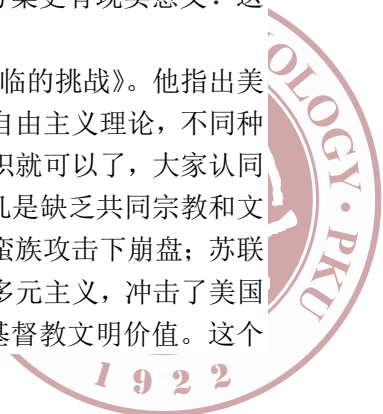 方案更有现实意义：这
临的挑战》。他指出美
自由主义理论，不同种
识就可以了，大家认同
是缺乏共同宗教和文
蛮族攻击下崩盘；苏联
多元主义，冲击了美国
基督教文明价值。这个
OLOGY · PKU
1922